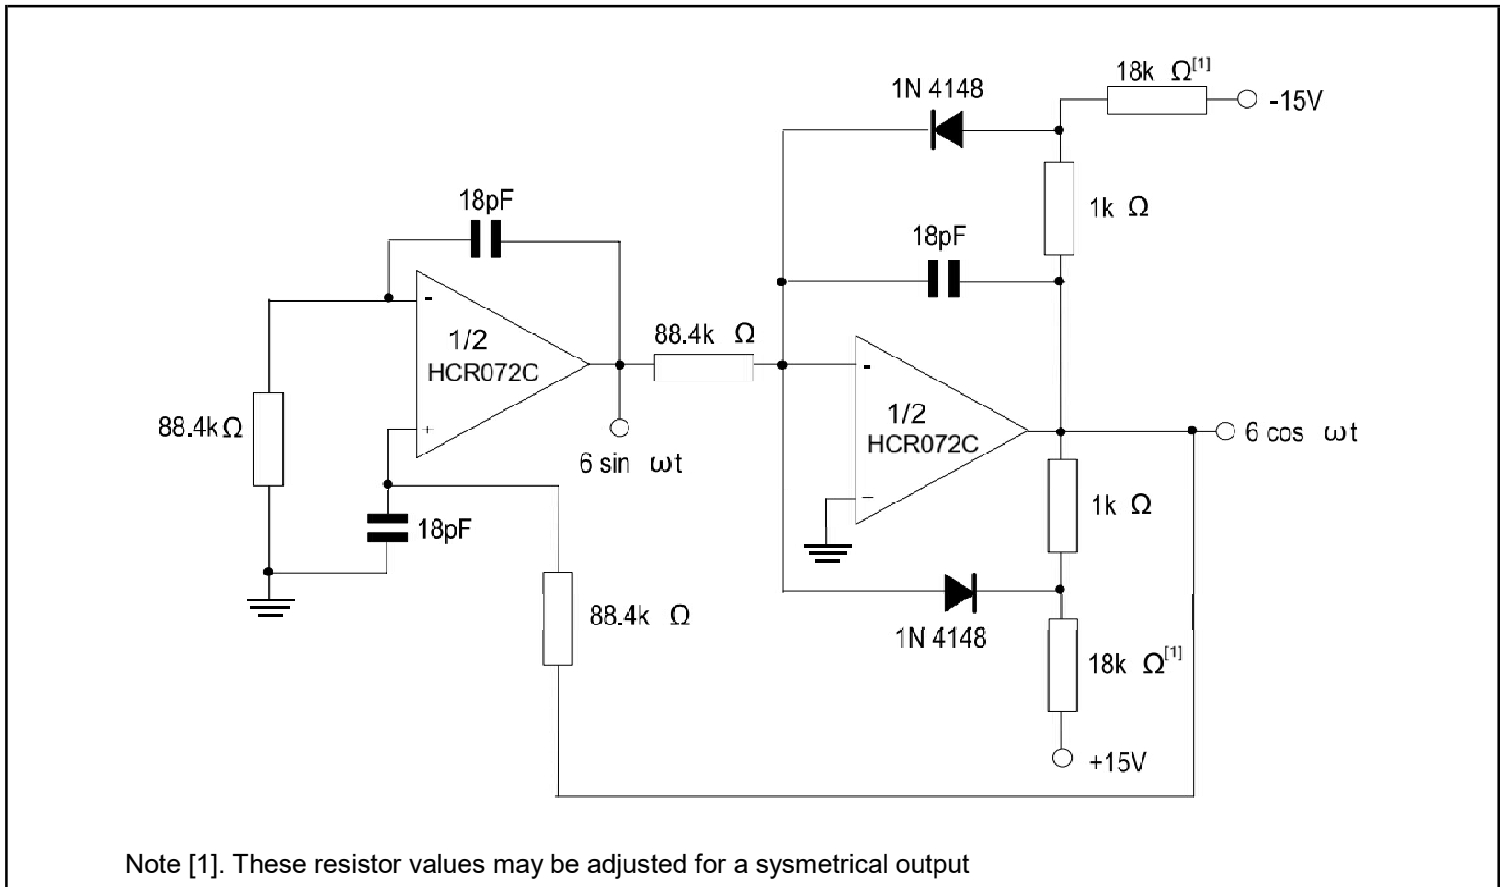 18k Ω[1]
1N 4148
-15V
18pF
1k Ω
18pF
-
1/2
HCR072C
88.4k Ω
-
88.4k Ω
+
1/2
HCR072C
6 cos ωt
6 sin ωt
-
1k Ω
18pF
88.4k Ω
1N 4148
18k Ω[1]
+15V
Note [1]. These resistor values may be adjusted for a sysmetrical output